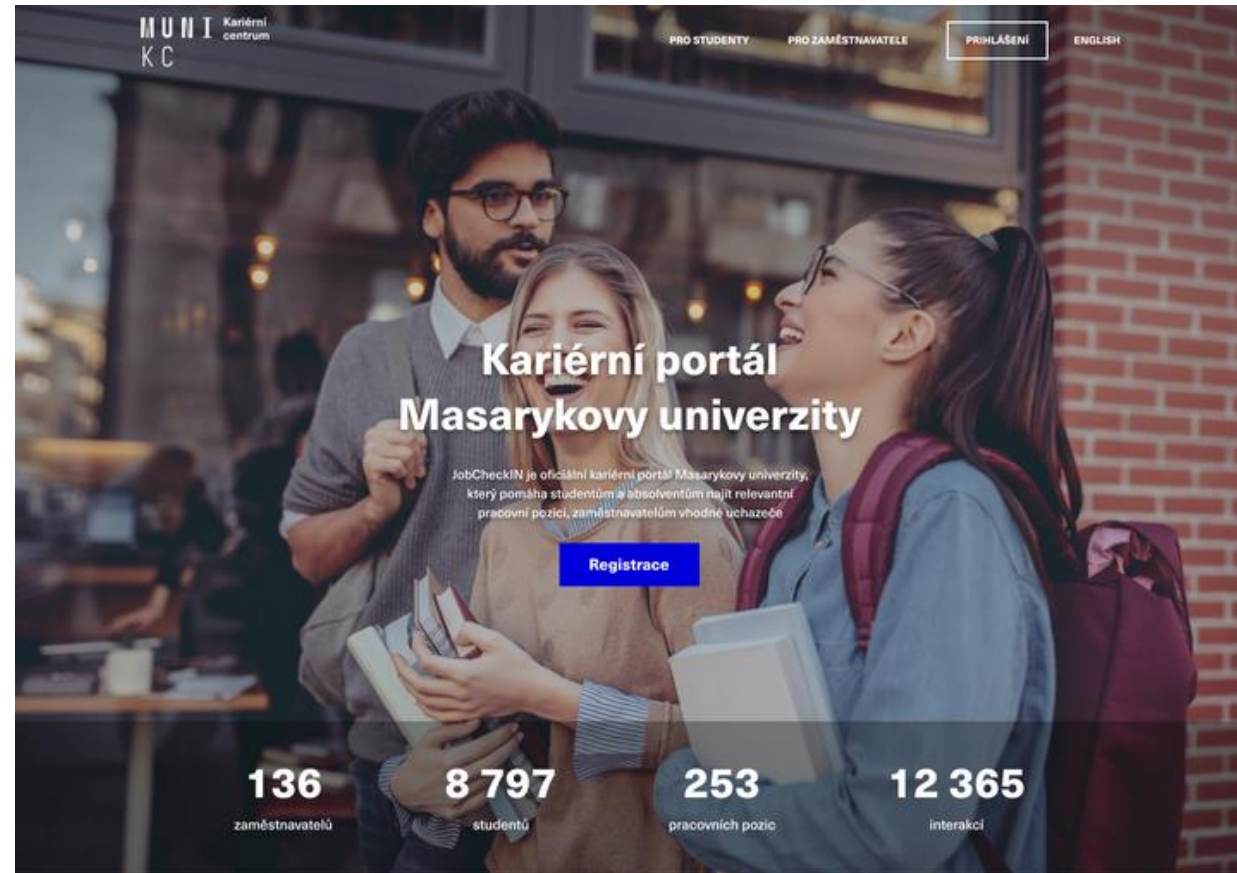 MUNI Kariérní
KC centrum
PRO STUDENTY PRO ZAMĚSTNAVATELE PRIHLÁŠENÍ ENGLISH
Kariérní portál
Masarykovy univerzity
JobCheckIN je oficiální kariérní portál Masarykovy univerzity,
který pomáha studentům a absolventům najít relevantní
pracovní pozici, zaměstnavatelům vhodné uchazeče
Registrace
136 8 797 253 12 365
zaměstnavatelů studentů pracovních pozic interakcí